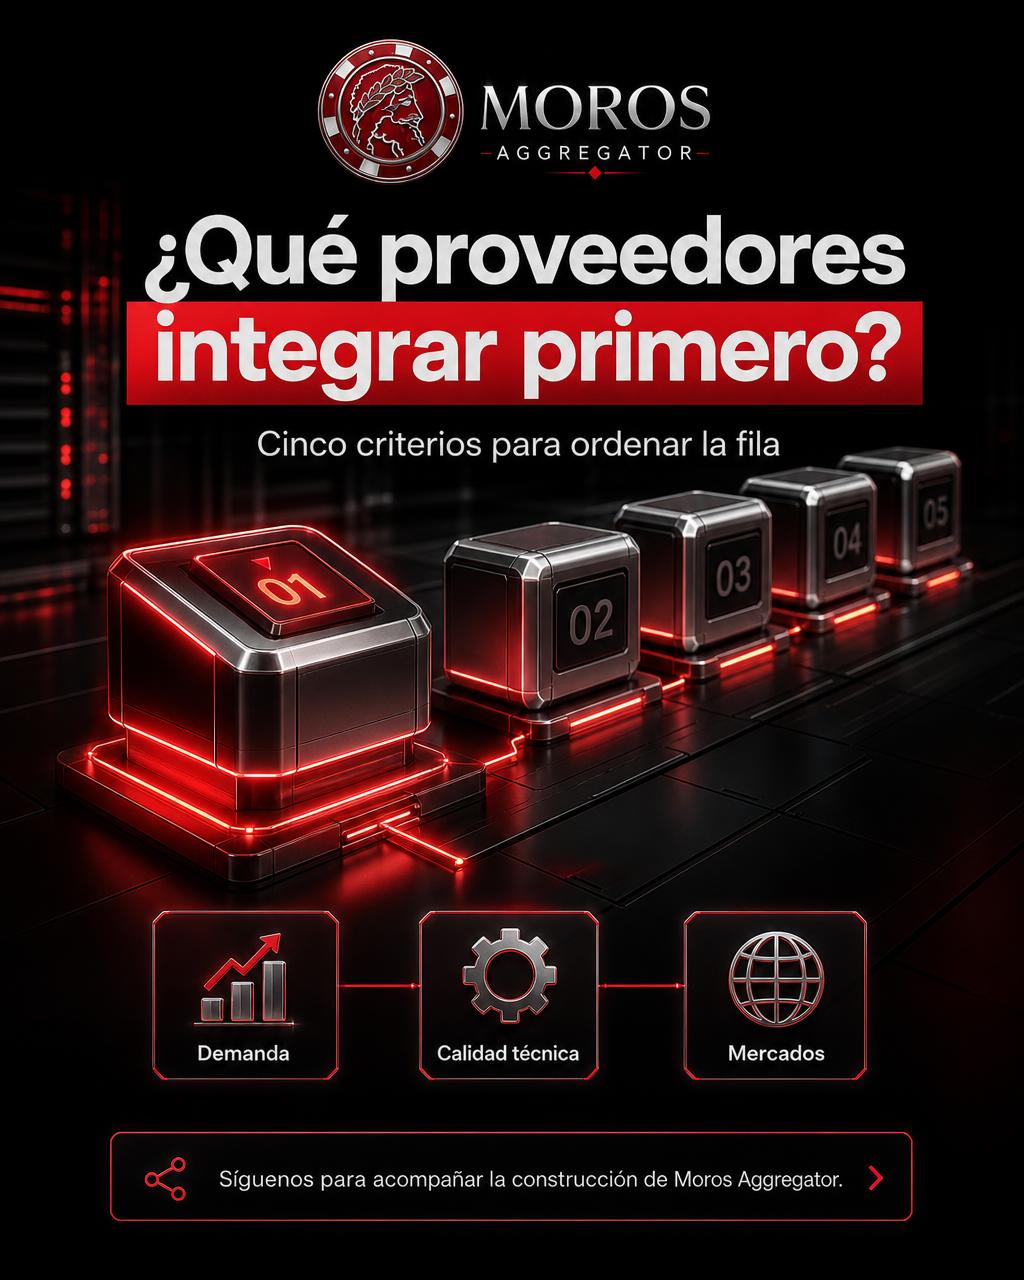 MOROS
AGGREGATOR
¿Qué proveedores
integrar primero?
Cinco criterios para ordenar la fila
01
02
03
04
05
Demanda
Calidad técnica
Mercados
Síguenos para acompañar la construcción de Moros Aggregator.